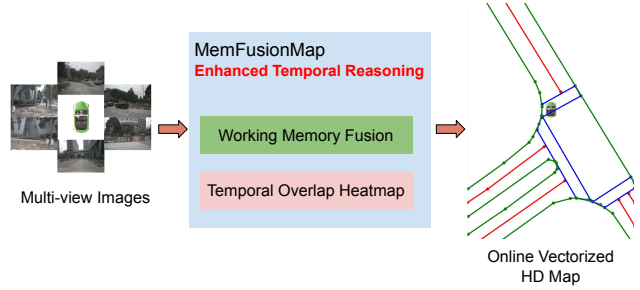 MemFusionMap
Enhanced Temporal Reasoning
Working Memory Fusion
Temporal Overlap Heatmap
Multi-view Images
Online Vectorized
HD Map